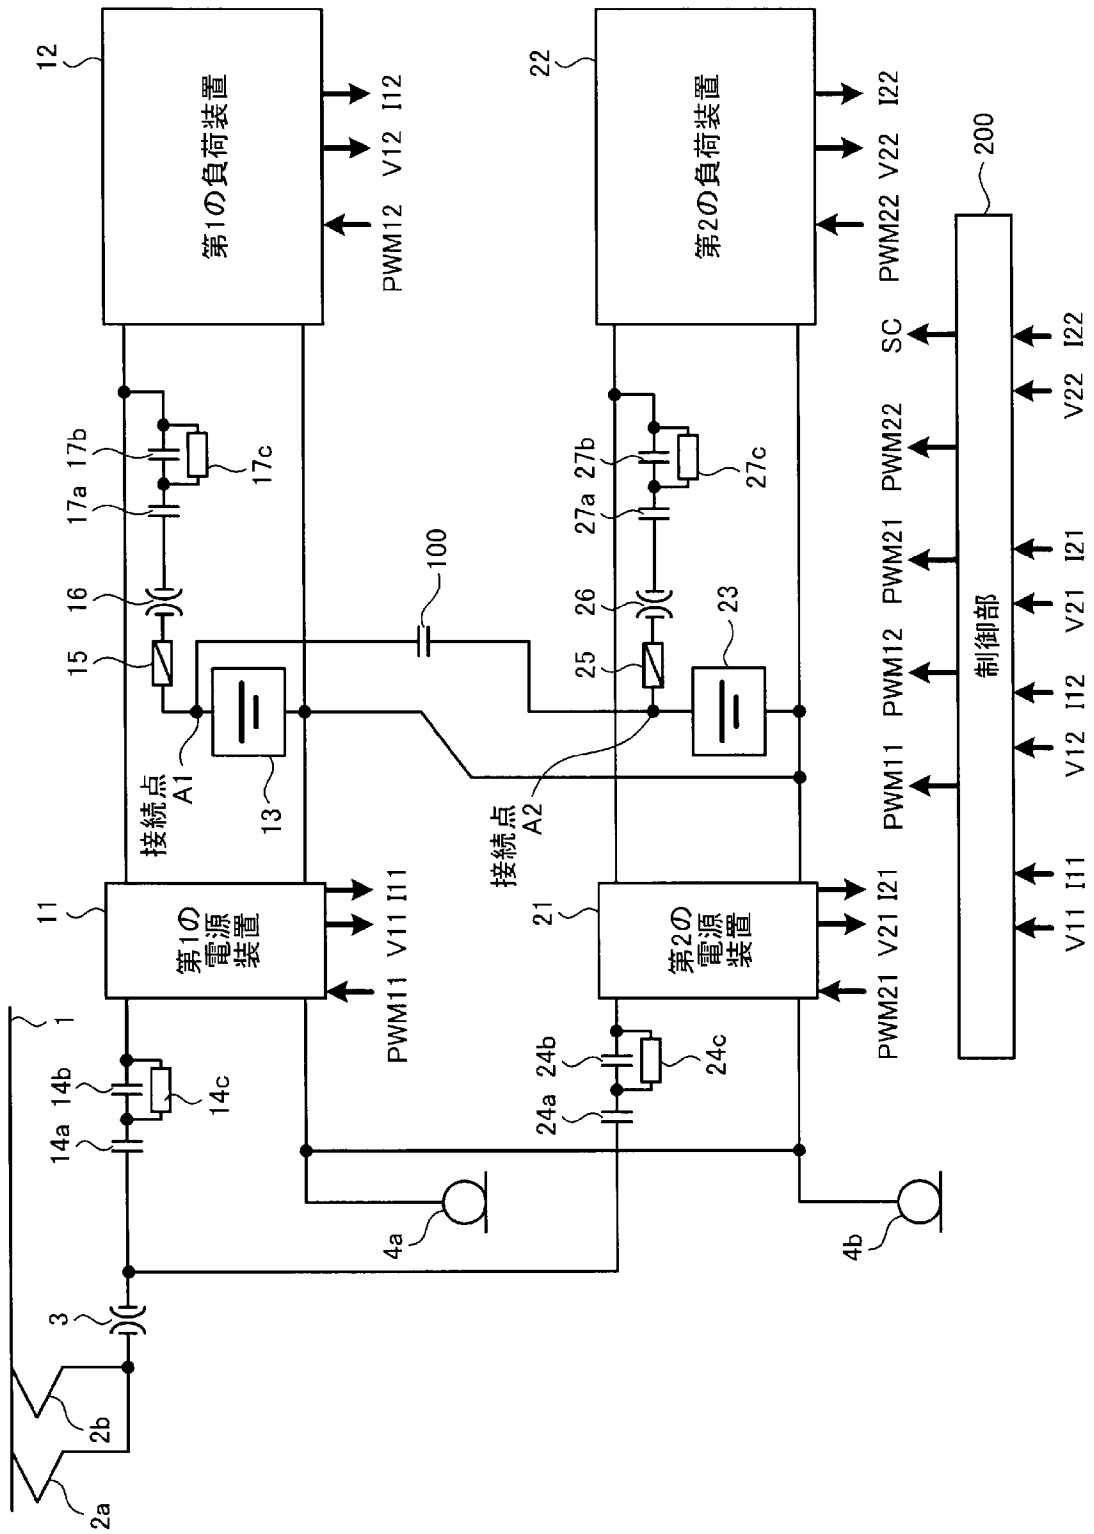 1
2a
2b
3
14a
14b
14c
11
第1の
電源
装置
PWM11
V11
I11
接続点
A1
13
15
16
17a
17b
17c
12
第1の負荷装置
PWM12
V12
I12
100
4a
4b
24a
24b
24c
21
第2の
電源
装置
PWM21
V21
I21
接続点
A2
23
25
26
27a
27b
27c
22
第2の負荷装置
PWM22
V22
I22
PWM11
PWM12
PWM21
PWM22
SC
200
制御部
V11
I11
V12
I12
V21
I21
V22
I22